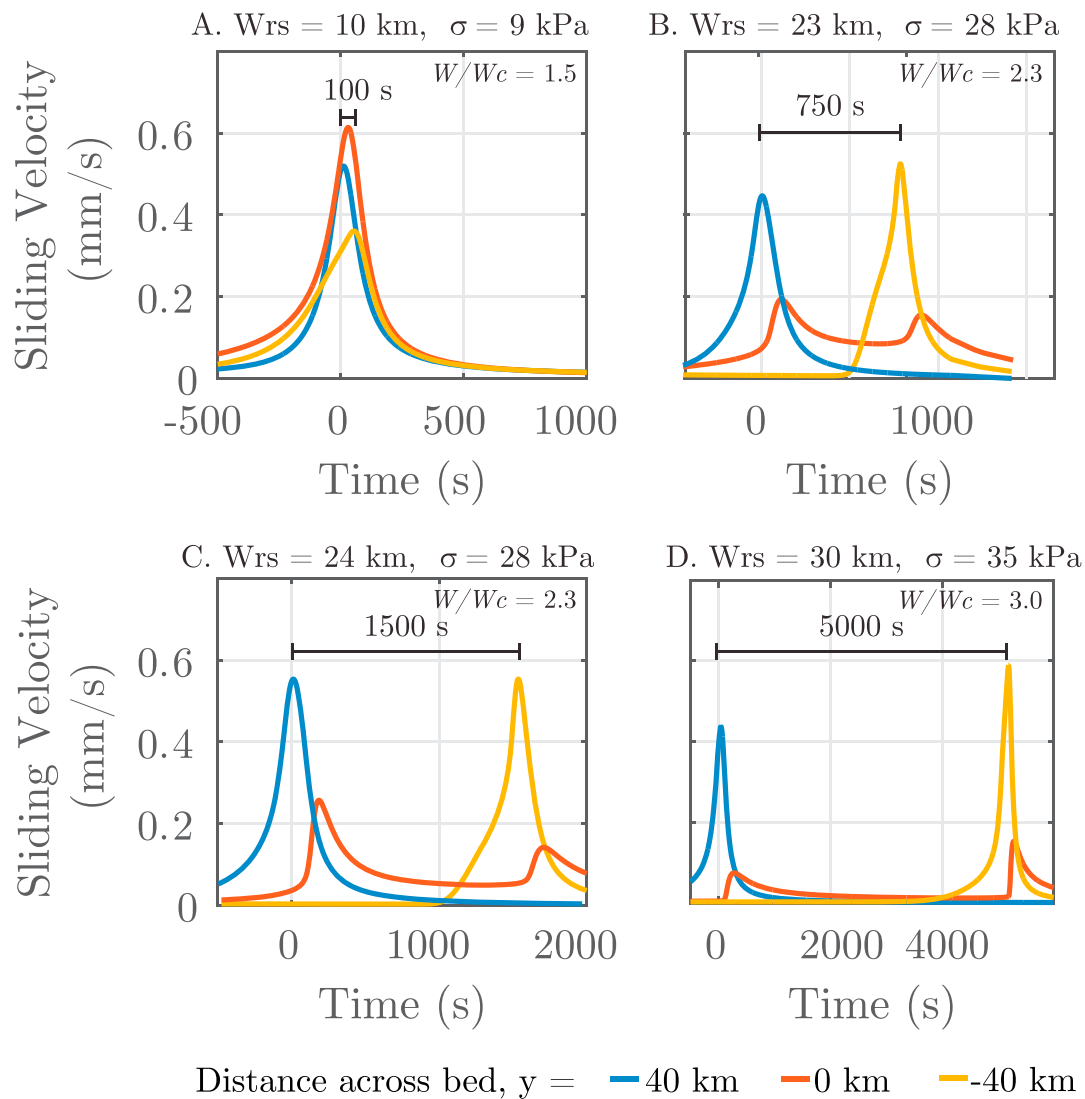 A. Wrs = 10 km, σ = 9 kPa
B. Wrs = 23 km, σ = 28 kPa
W/Wc = 1.5
100 s
W/Wc = 2.3
750 s
Sliding Velocity
(mm/s)
0.6
0.4
0.2
0
-500 0 500 1000
0 1000
Time (s)
Time (s)
C. Wrs = 24 km, σ = 28 kPa
D. Wrs = 30 km, σ = 35 kPa
W/Wc = 2.3
1500 s
W/Wc = 3.0
5000 s
Sliding Velocity
(mm/s)
0.6
0.4
0.2
0
0 1000 2000
0 2000 4000
Time (s)
Time (s)
Distance across bed, y = 40 km 0 km -40 km